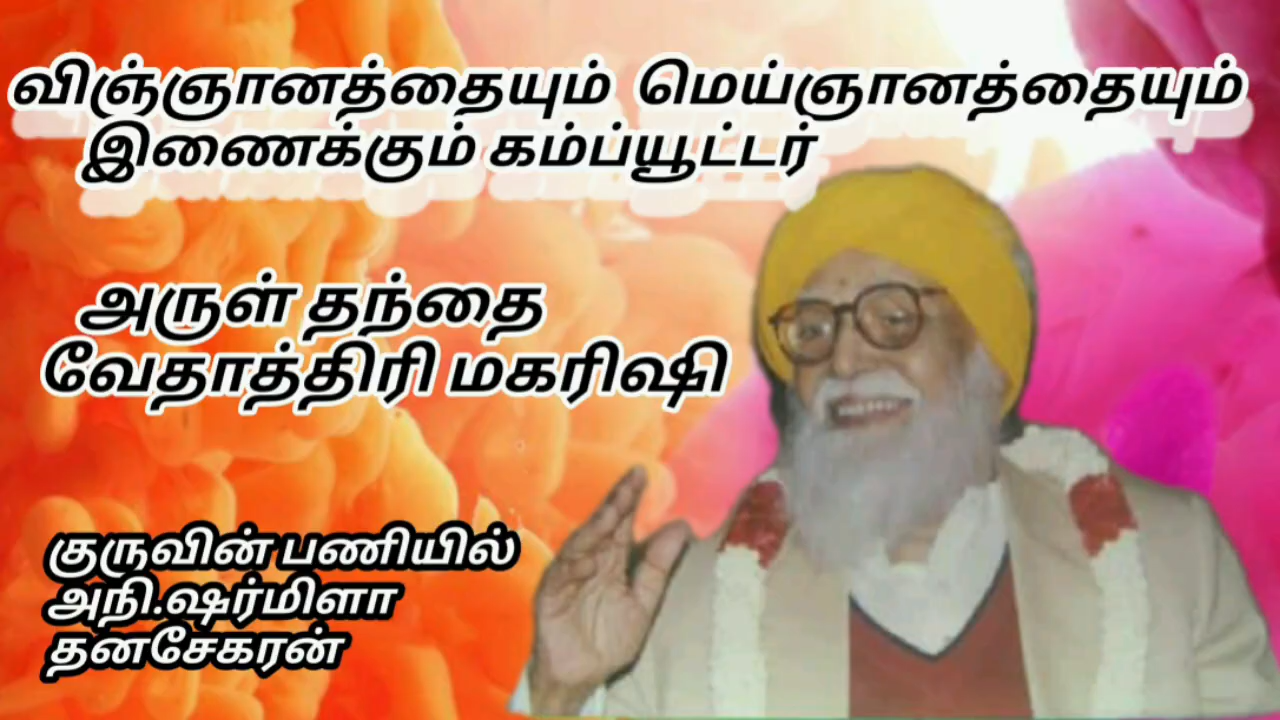 விஞ்ஞானத்தையும் மெய்ஞானத்தையும்
இணைக்கும் கம்ப்யூட்டர்
அருள் தந்தை
வேதாத்திரி மகரிஷி
குருவின் பணியில்
அநி.ஷர்மிளா
தனசேகரன்